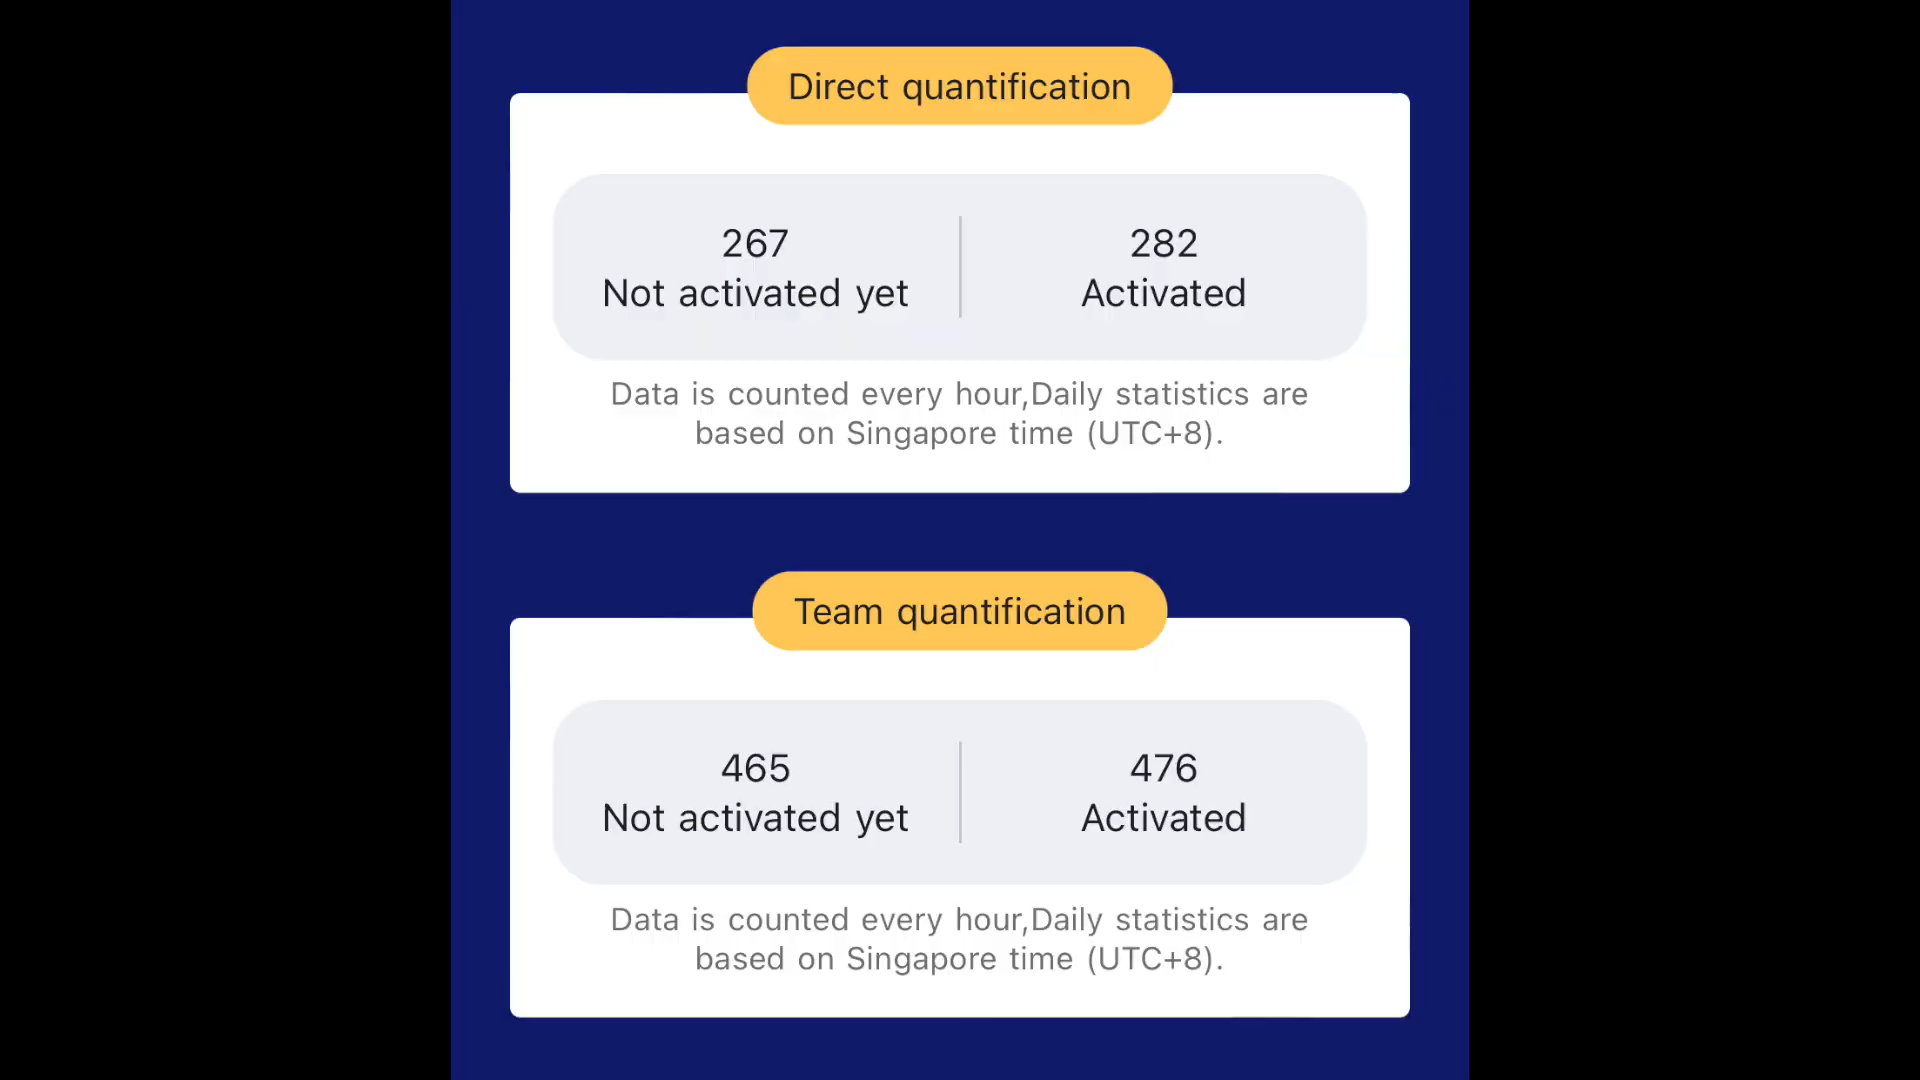 Direct quantification
267
Not activated yet
282
Activated
Data is counted every hour,Daily statistics are
based on Singapore time (UTC+8).
Team quantification
465
Not activated yet
476
Activated
Data is counted every hour,Daily statistics are
based on Singapore time (UTC+8).